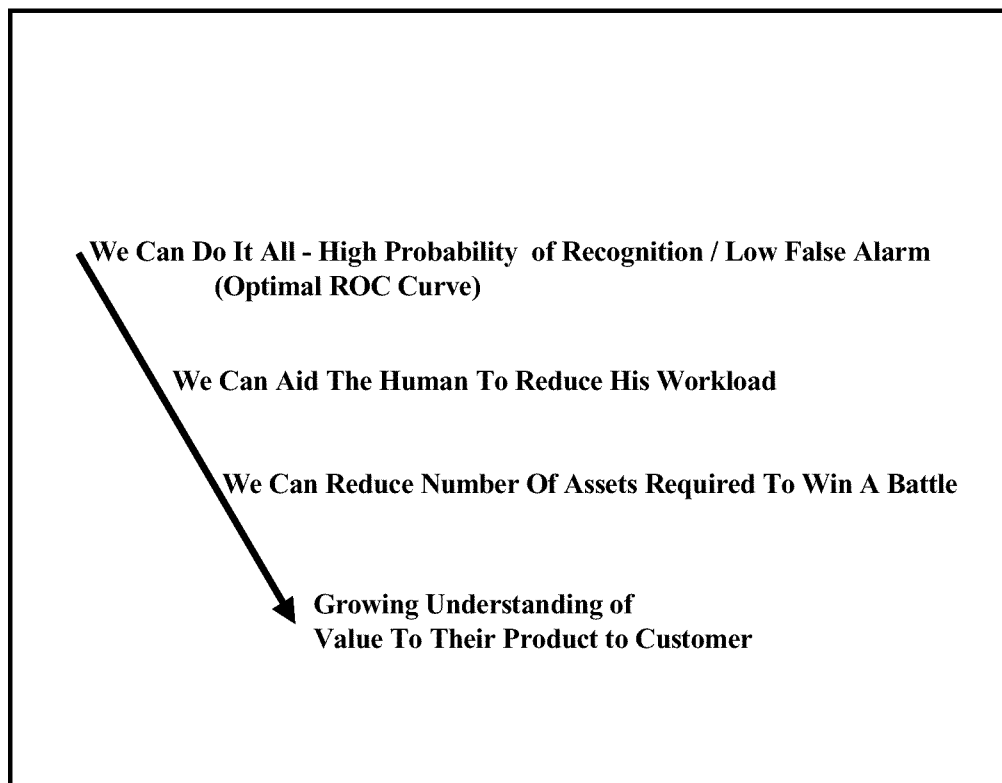 We Can Do It All - High Probability of Recognition / Low False Alarm
(Optimal ROC Curve)
We Can Aid The Human To Reduce His Workload
We Can Reduce Number Of Assets Required To Win A Battle
Growing Understanding of
Value To Their Product to Customer